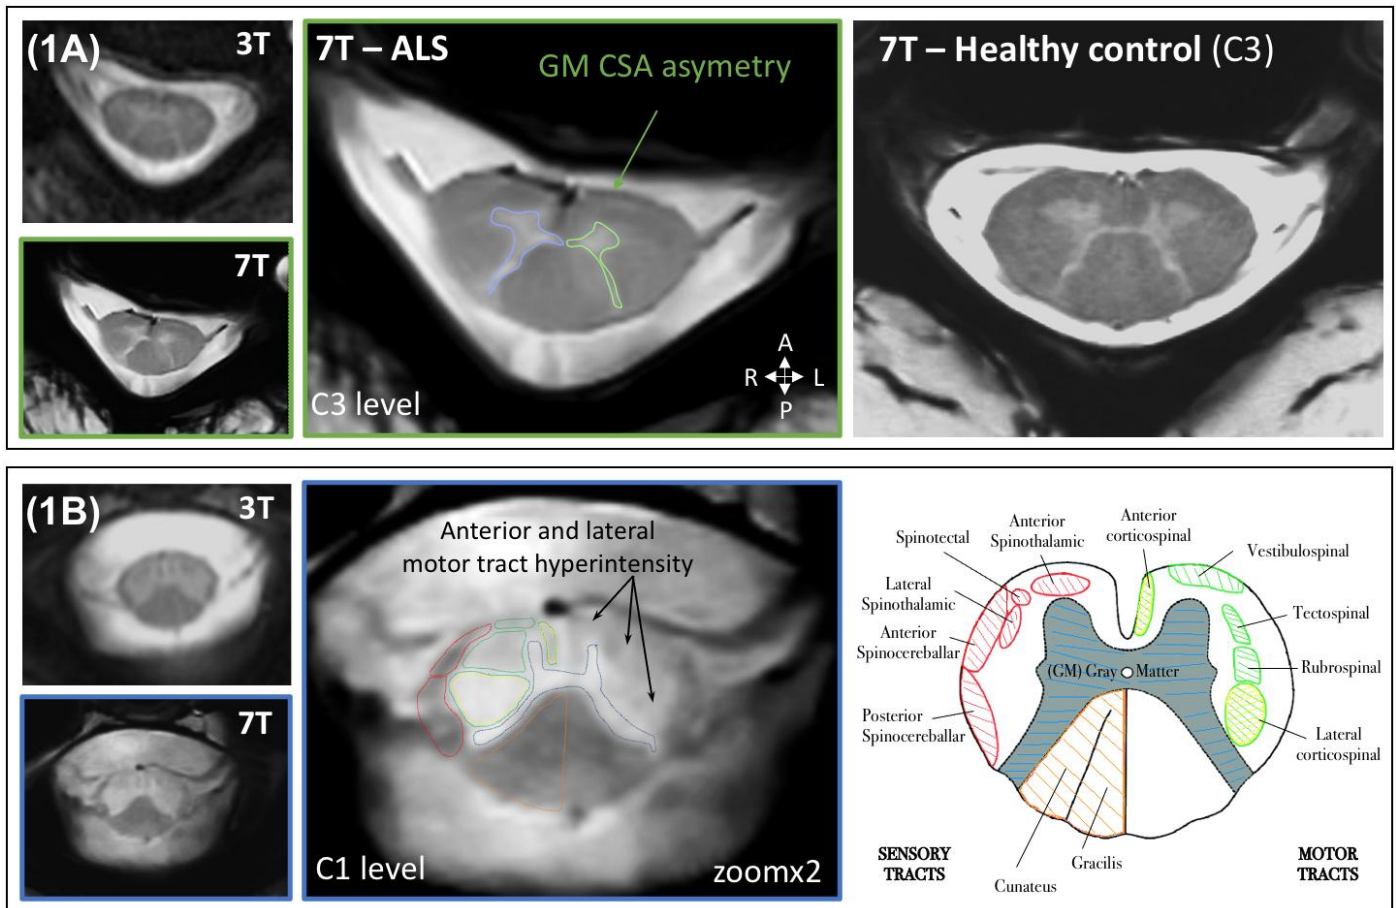 (1A)
3T
7T
7T – ALS
GM CSA asymetry
A
R
L
P
C3 level
7T – Healthy control (C3)
(1B)
3T
7T
Anterior and lateral
motor tract hyperintensity
C1 level
zoomx2
Spinotectal
Anterior
Spinothalamic
Anterior
corticospinal
Vestibulospinal
Lateral
Spinothalamic
Tectospinal
Anterior
Spinocereballar
(GM) Gray Matter
Rubrospinal
Posterior
Spinocereballar
Lateral
corticospinal
Gracilis
Cunateus
SENSORY
TRACTS
MOTOR
TRACTS